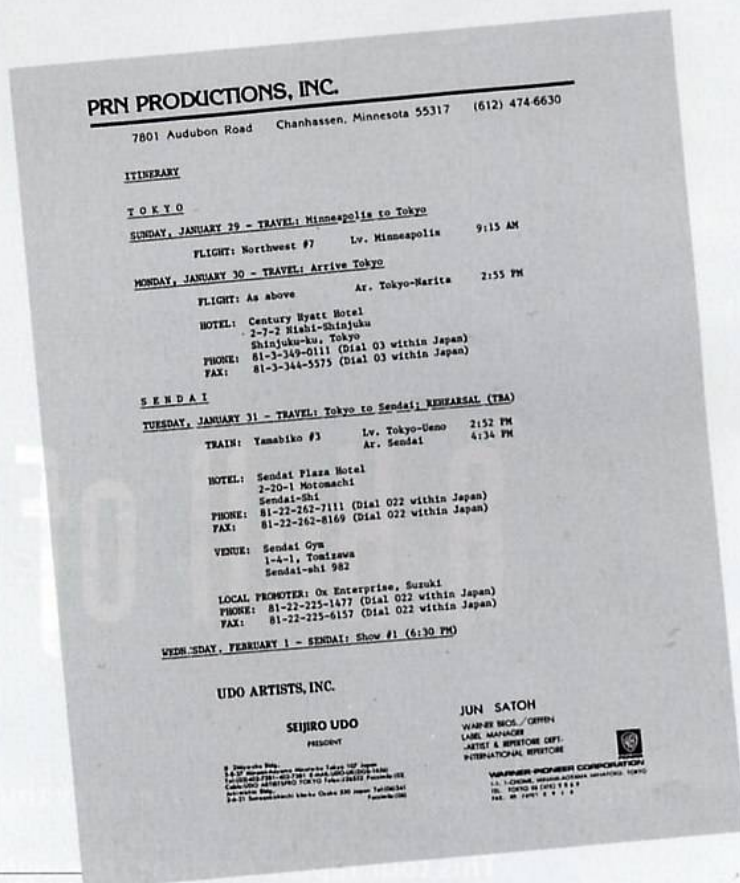 PRN PRODUCTIONS, INC.
7801 Audubon Road Chanhassen, Minnesota 55317 (612) 474-6630
ITINERARY
T O K Y O
SUNDAY, JANUARY 29 - TRAVEL: Minneapolis to Tokyo
FLIGHT: Northwest #7 Lv. Minneapolis 9:15 AM
MONDAY, JANUARY 30 - TRAVEL: Arrive Tokyo
FLIGHT: As above Ar. Tokyo-Narita 2:55 PM
HOTEL: Century Hyatt Hotel
2-7-2 Nishi-Shinjuku
Shinjuku-ku, Tokyo
PHONE: 81-3-349-0111 (Dial 03 within Japan)
FAX: 81-3-344-5575 (Dial 03 within Japan)
S E N D A I
TUESDAY, JANUARY 31 - TRAVEL: Tokyo to Sendai; REHEARSAL (TBA)
TRAIN: Yamabiko #3 Lv. Tokyo-Ueno 2:52 PM
Ar. Sendai 4:34 PM
HOTEL: Sendai Plaza Hotel
2-20-1 Motomachi
Sendai-Shi
PHONE: 81-22-262-7111 (Dial 022 within Japan)
FAX: 81-22-262-8169 (Dial 022 within Japan)
VENUE: Sendai Gym
1-4-1, Tomizawa
Sendai-shi 982
LOCAL PROMOTER: Ox Enterprise, Suzuki
PHONE: 81-22-225-1477 (Dial 022 within Japan)
FAX: 81-22-225-6157 (Dial 022 within Japan)
WEDNESDAY, FEBRUARY 1 - SENDAI: Show #1 (6:30 PM)
UDO ARTISTS, INC.
SEIJIRO UDO
PRESIDENT
JUN SATOH
WARNER BROS./GEFFEN
LABEL MANAGER
ARTIST & REPERTOIRE DEPT.
INTERNATIONAL REPERTOIRE
WARNER-PIONEER CORPORATION